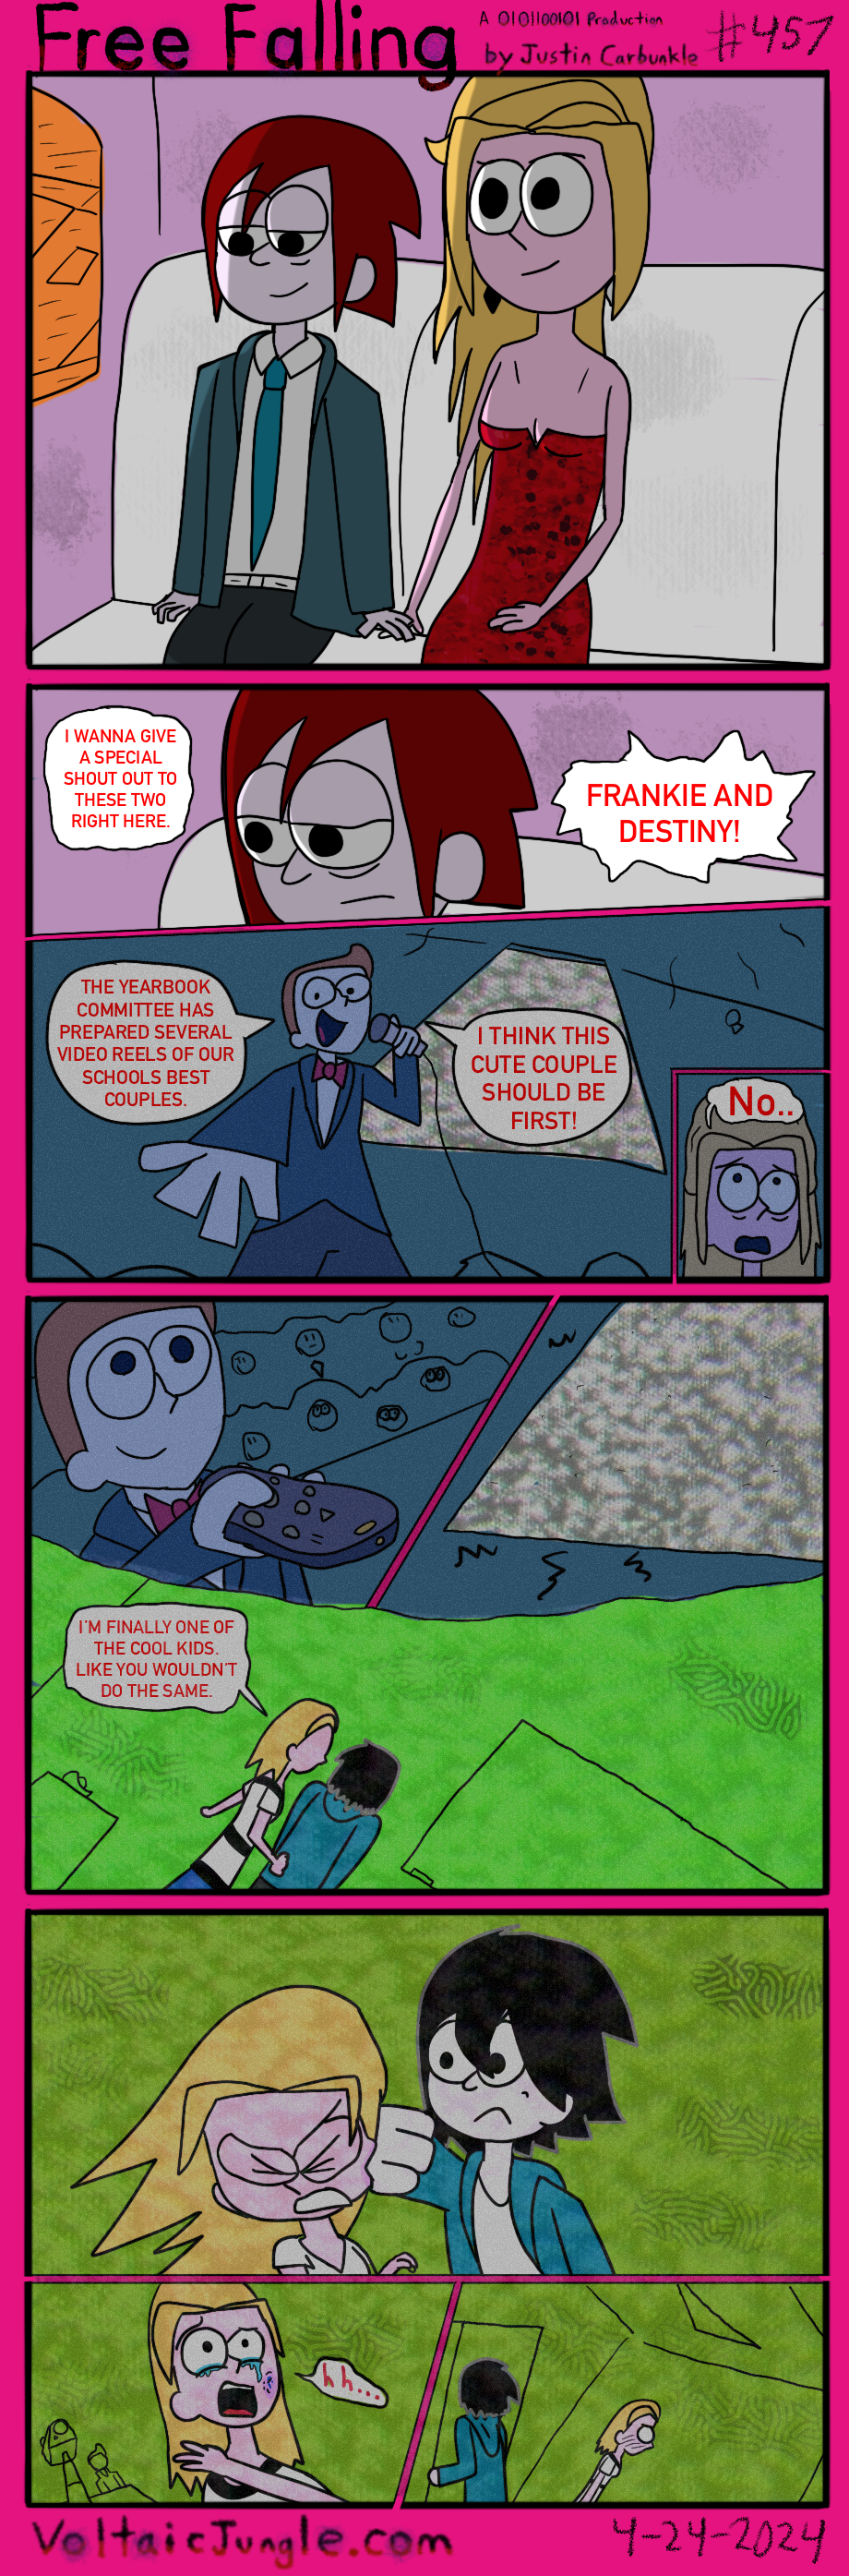 Free Falling
A 0101100101 Production
by Justin Carbunkle
#457
I WANNA GIVE
A SPECIAL
SHOUT OUT TO
THESE TWO
RIGHT HERE.
FRANKIE AND
DESTINY!
THE YEARBOOK
COMMITTEE HAS
PREPARED SEVERAL
VIDEO REELS OF OUR
SCHOOLS BEST
COUPLES.
I THINK THIS
CUTE COUPLE
SHOULD BE
FIRST!
No..
I'M FINALLY ONE OF
THE COOL KIDS.
LIKE YOU WOULDN'T
DO THE SAME.
hh...
VoltaicJungle.com
4-24-2024